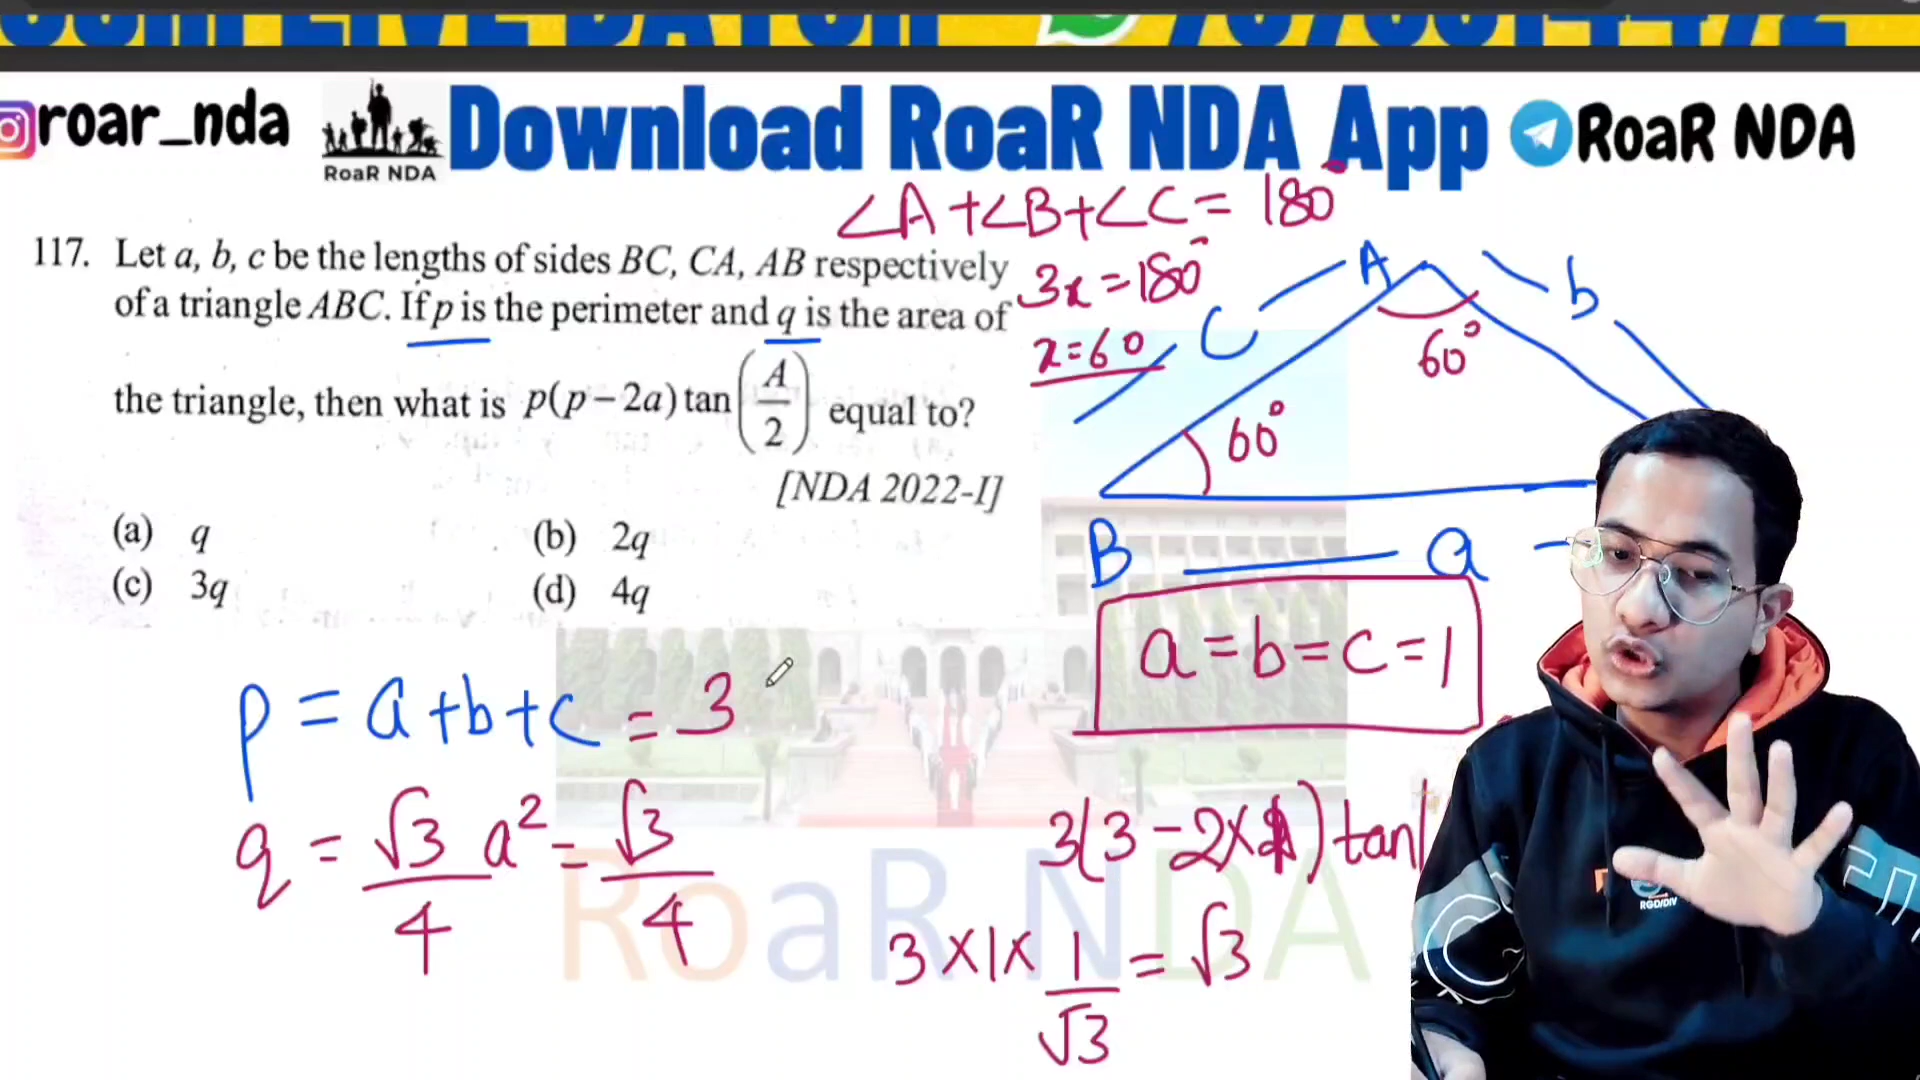 roar_nda
RoaR NDA
Download RoaR NDA App
RoaR NDA
∠A+∠B+∠C = 180°
117. Let a, b, c be the lengths of sides BC, CA, AB respectively
of a triangle ABC. If p is the perimeter and q is the area of
the triangle, then what is p(p−2a) tan(A/2) equal to?
[NDA 2022-I]
(a) q
(b) 2q
(c) 3q
(d) 4q
3x = 180°
x = 60
A
b
C
60°
60°
B
a
a = b = c = 1
p = a+b+c = 3
q = √3/4 a² = √3/4
3(3 − 2×1) tan
3×1×1/√3 = √3
RoaR NDA
RGD/DIV